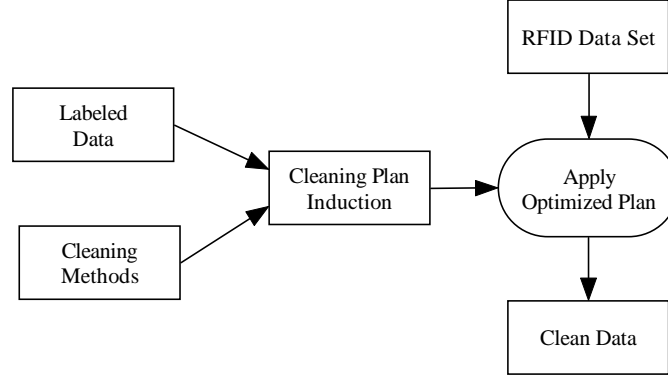 RFID Data Set
Labeled
Data
Cleaning Plan
Induction
Apply
Optimized Plan
Cleaning
Methods
Clean Data